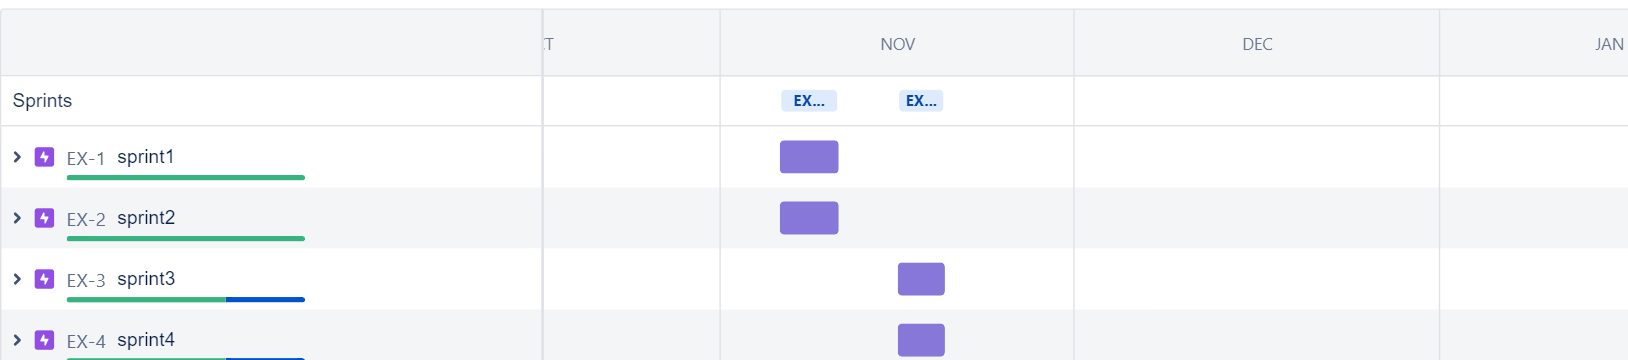 NOV DEC JAN
Sprints EX... EX...
EX-1 sprint1
EX-2 sprint2
EX-3 sprint3
EX-4 sprint4